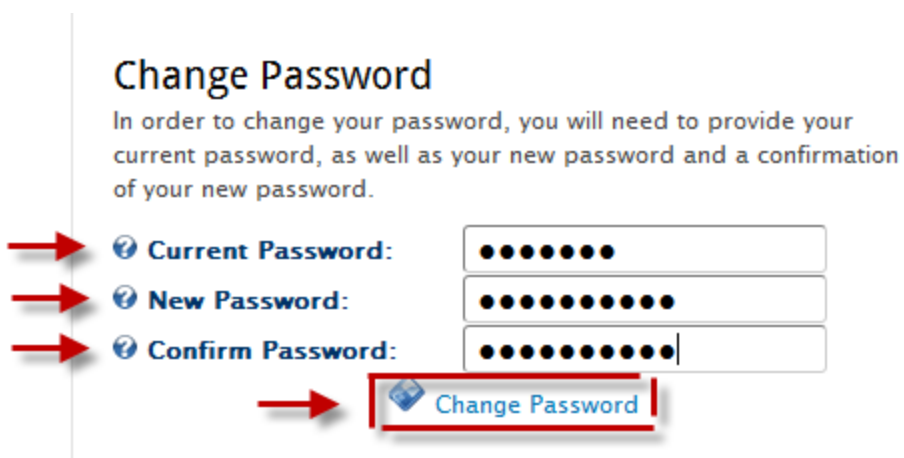 Change Password
In order to change your password, you will need to provide your
current password, as well as your new password and a confirmation
of your new password.
Current Password: ●●●●●●●
New Password: ●●●●●●●●●●
Confirm Password: ●●●●●●●●●●
Change Password